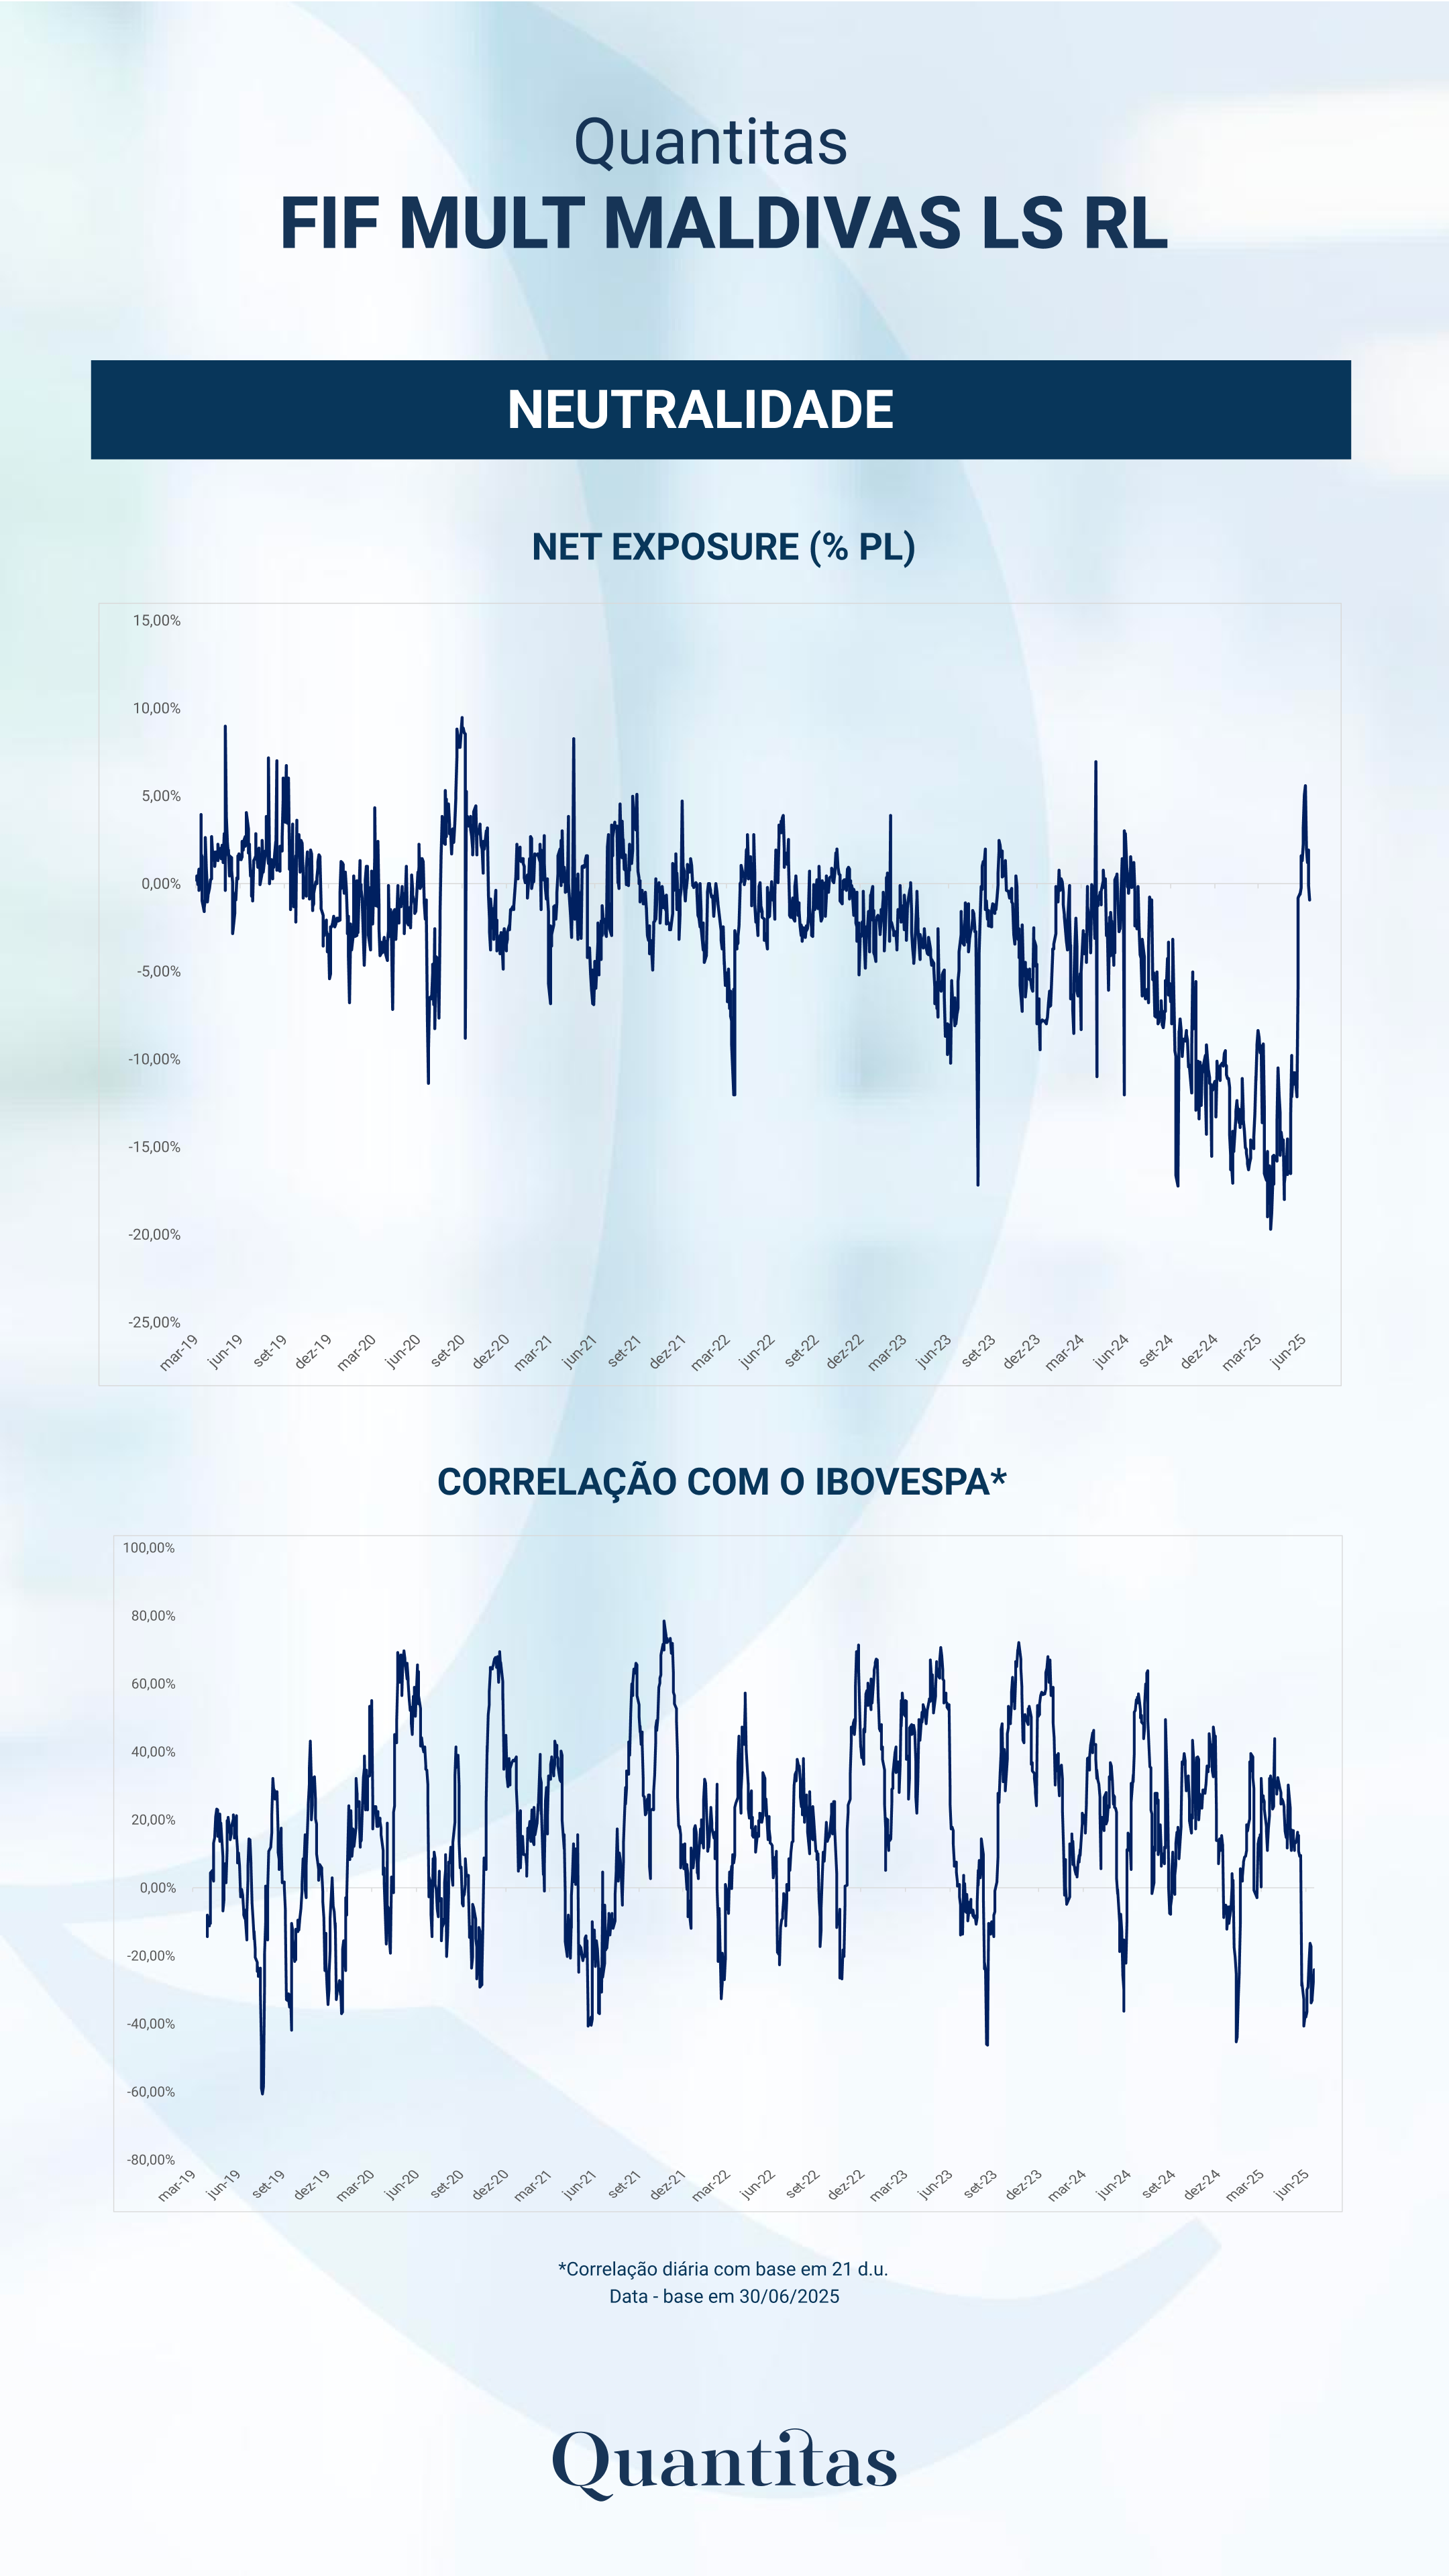 Quantitas
FIF MULT MALDIVAS LS RL
NEUTRALIDADE
NET EXPOSURE (% PL)
15,00%
10,00%
5,00%
0,00%
-5,00%
-10,00%
-15,00%
-20,00%
-25,00%
mar-19 jun-19 set-19 dez-19 mar-20 jun-20 set-20 dez-20 mar-21 jun-21 set-21 dez-21 mar-22 jun-22 set-22 dez-22 mar-23 jun-23 set-23 dez-23 mar-24 jun-24 set-24 dez-24 mar-25 jun-25
CORRELAÇÃO COM O IBOVESPA*
100,00%
80,00%
60,00%
40,00%
20,00%
0,00%
-20,00%
-40,00%
-60,00%
-80,00%
mar-19 jun-19 set-19 dez-19 mar-20 jun-20 set-20 dez-20 mar-21 jun-21 set-21 dez-21 mar-22 jun-22 set-22 dez-22 mar-23 jun-23 set-23 dez-23 mar-24 jun-24 set-24 dez-24 mar-25 jun-25
*Correlação diária com base em 21 d.u.
Data - base em 30/06/2025
Quantitas